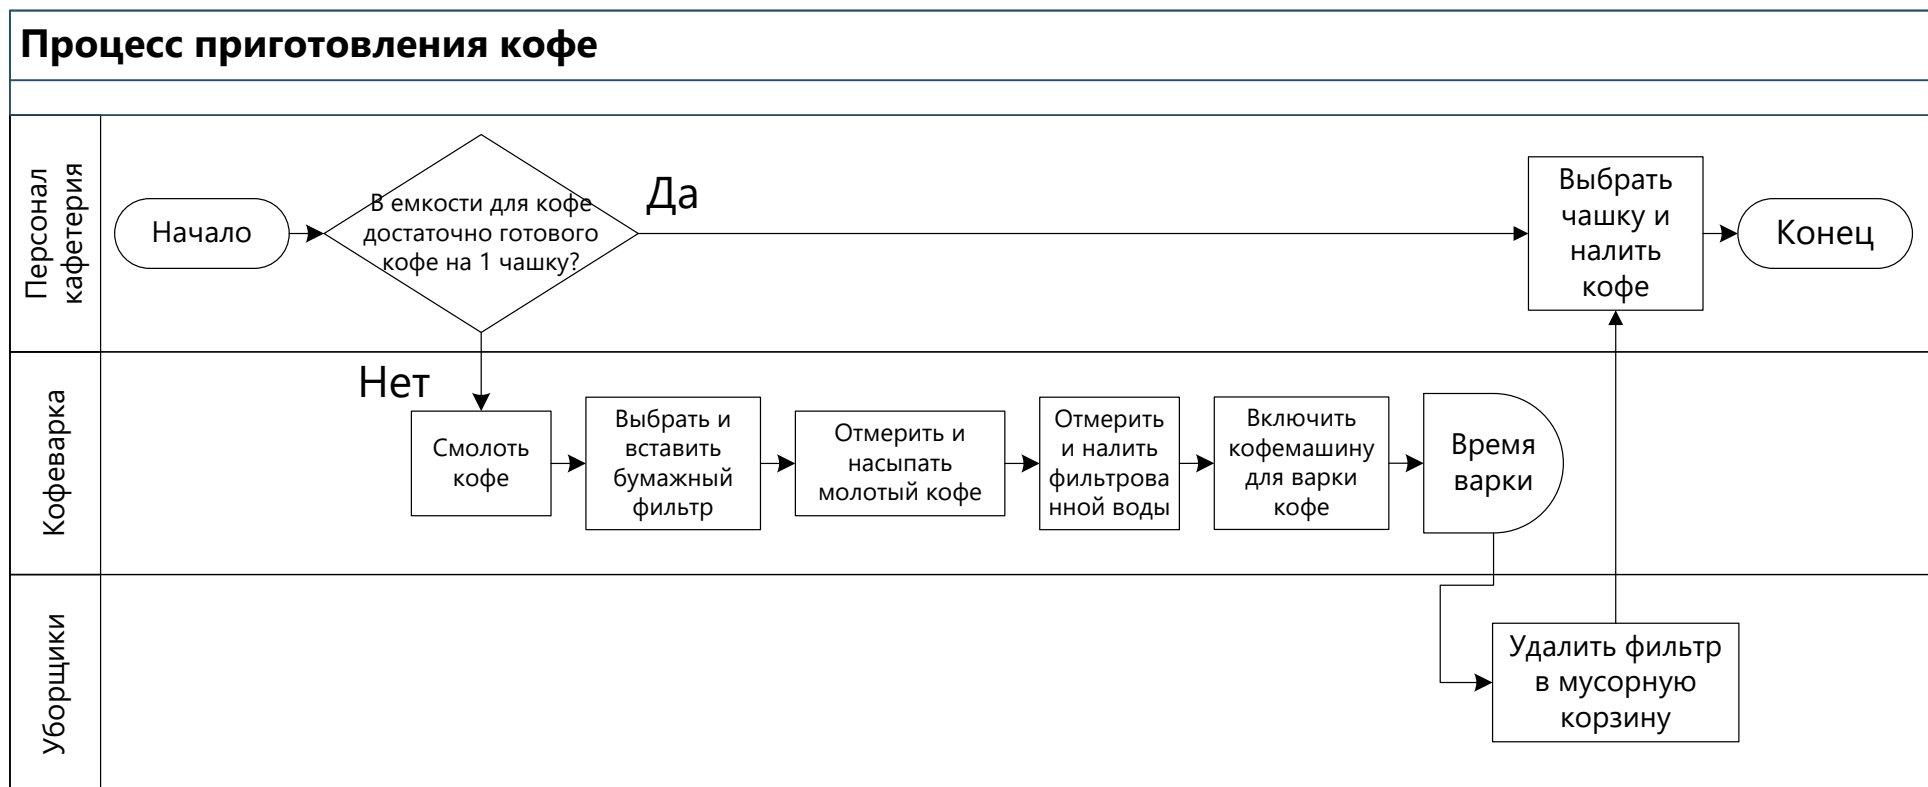 Процесс приготовления кофе
Персонал
кафетерия
Начало
В емкости для кофе
достаточно готового
кофе на 1 чашку?
Да
Выбрать
чашку и
налить
кофе
Конец
Кофеварка
Нет
Смолоть
кофе
Выбрать и
вставить
бумажный
фильтр
Отмерить и
насыпать
молотый кофе
Отмерить
и налить
фильтрова
нной воды
Включить
кофемашину
для варки
кофе
Время
варки
Уборщики
Удалить фильтр
в мусорную
корзину